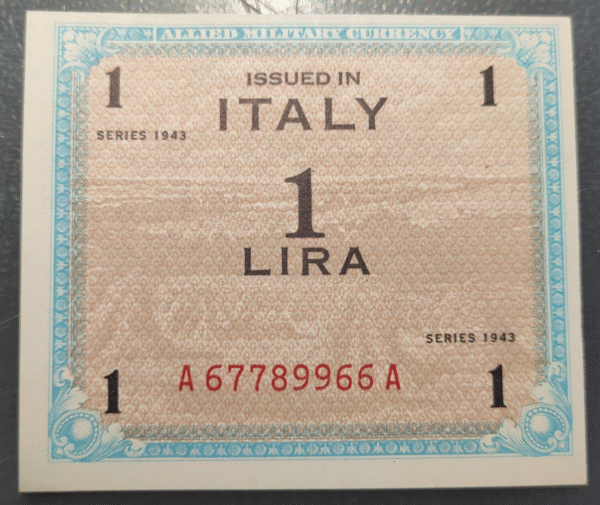 ALLIED MILITARY CURRENCY
1 ISSUED IN 1
ITALY
SERIES 1943
1
LIRA
SERIES 1943
1 A 67789966 A 1